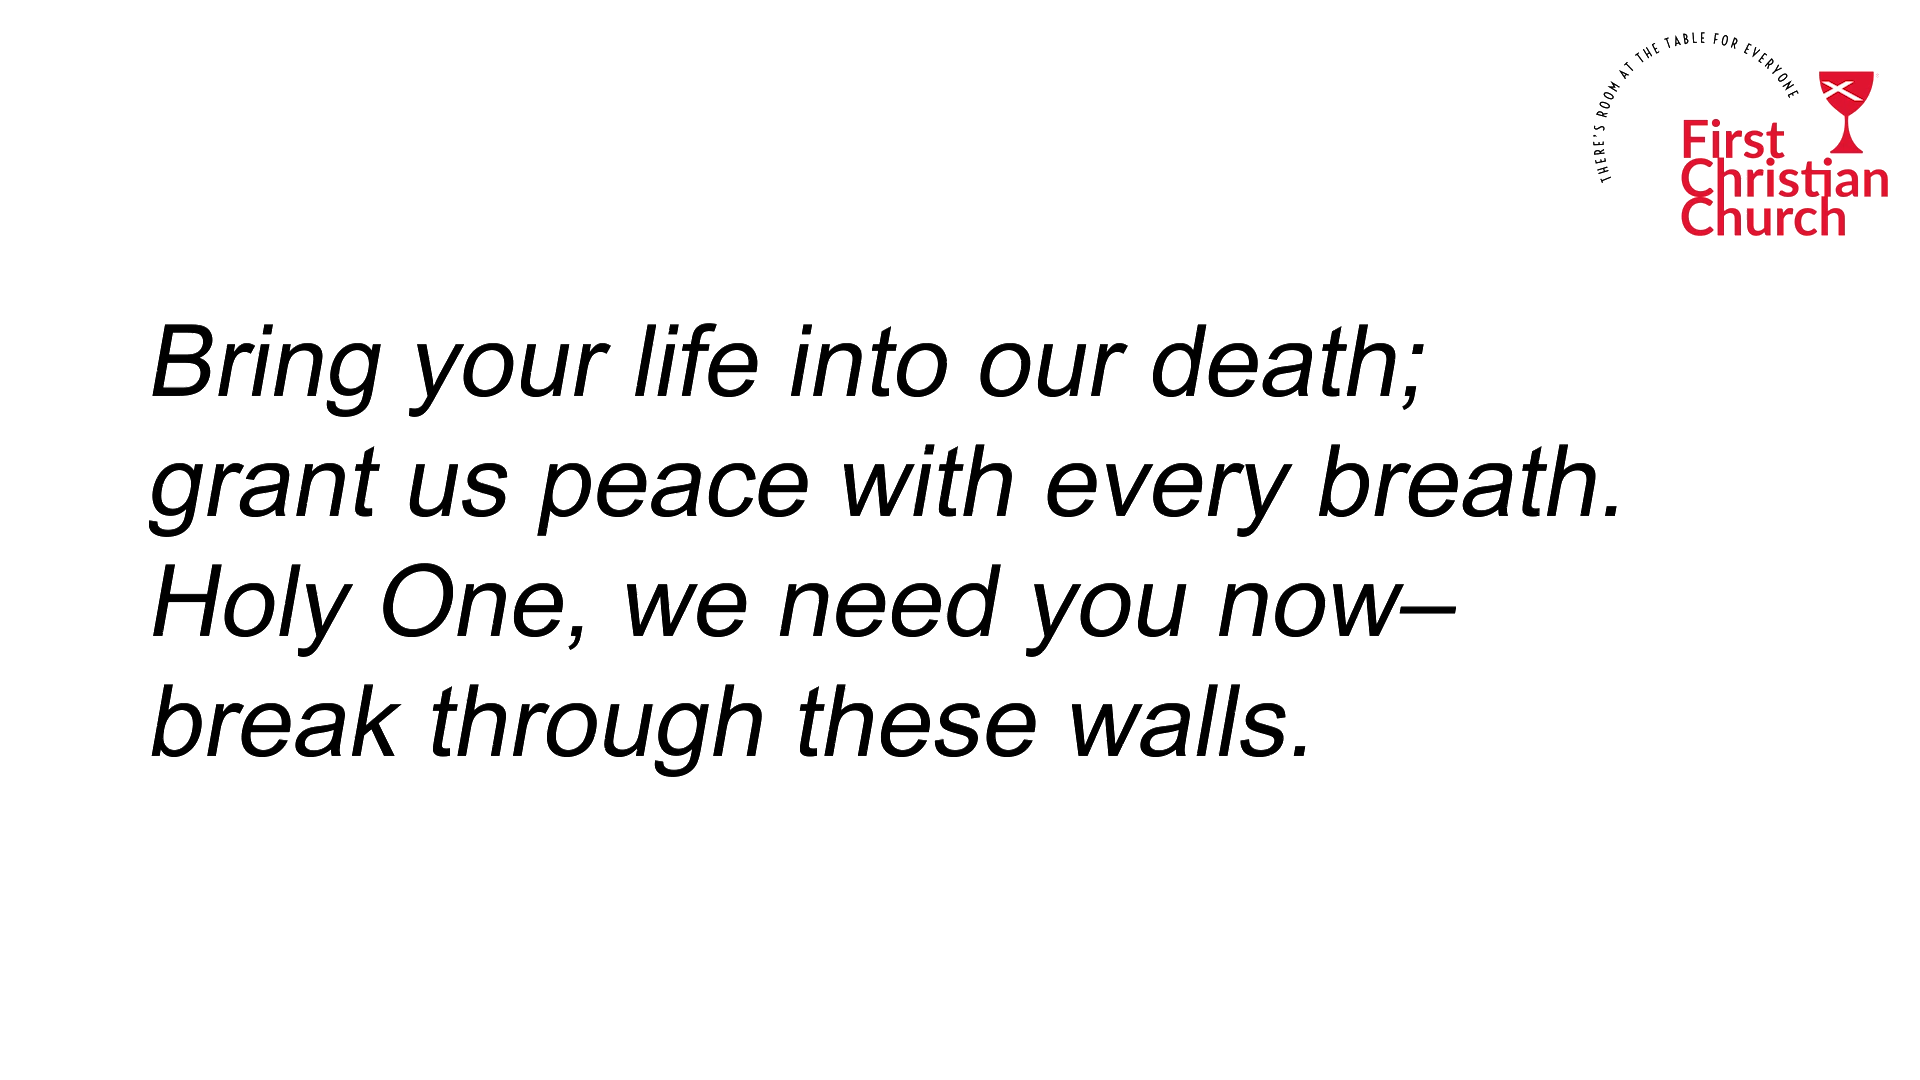 THERE'S ROOM AT THE TABLE FOR EVERYONE
First
Christian
Church
Bring your life into our death;
grant us peace with every breath.
Holy One, we need you now–
break through these walls.